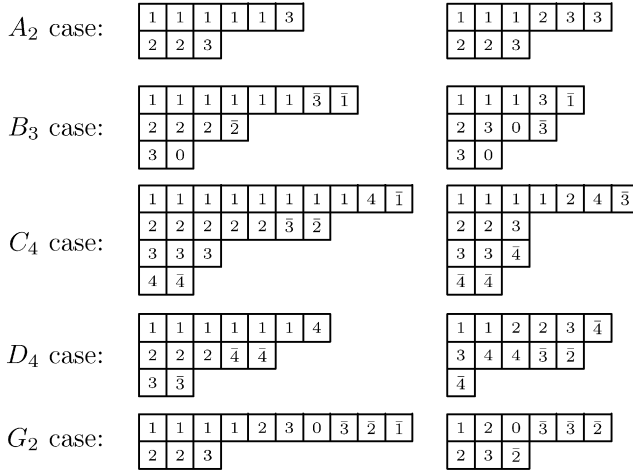 A₂ case: 1 1 1 1 1 3 1 1 1 2 3 3
2 2 3 2 2 3
B₃ case: 1 1 1 1 1 1 3̄ 1̄ 1 1 1 3 1̄
2 2 2 2̄ 2 3 0 3̄
3 0 3 0
C₄ case: 1 1 1 1 1 1 1 1 4 1̄ 1 1 1 1 2 4 3̄
2 2 2 2 2 3̄ 2̄ 2 2 3
3 3 3 3 3 4̄
4 4̄ 4̄ 4̄
D₄ case: 1 1 1 1 1 1 4 1 1 2 2 3 4̄
2 2 2 4̄ 4̄ 3 4 4 3̄ 2̄
3 3̄ 4̄
G₂ case: 1 1 1 1 2 3 0 3̄ 2̄ 1̄ 1 2 0 3̄ 3̄ 2̄
2 2 3 2 3 2̄